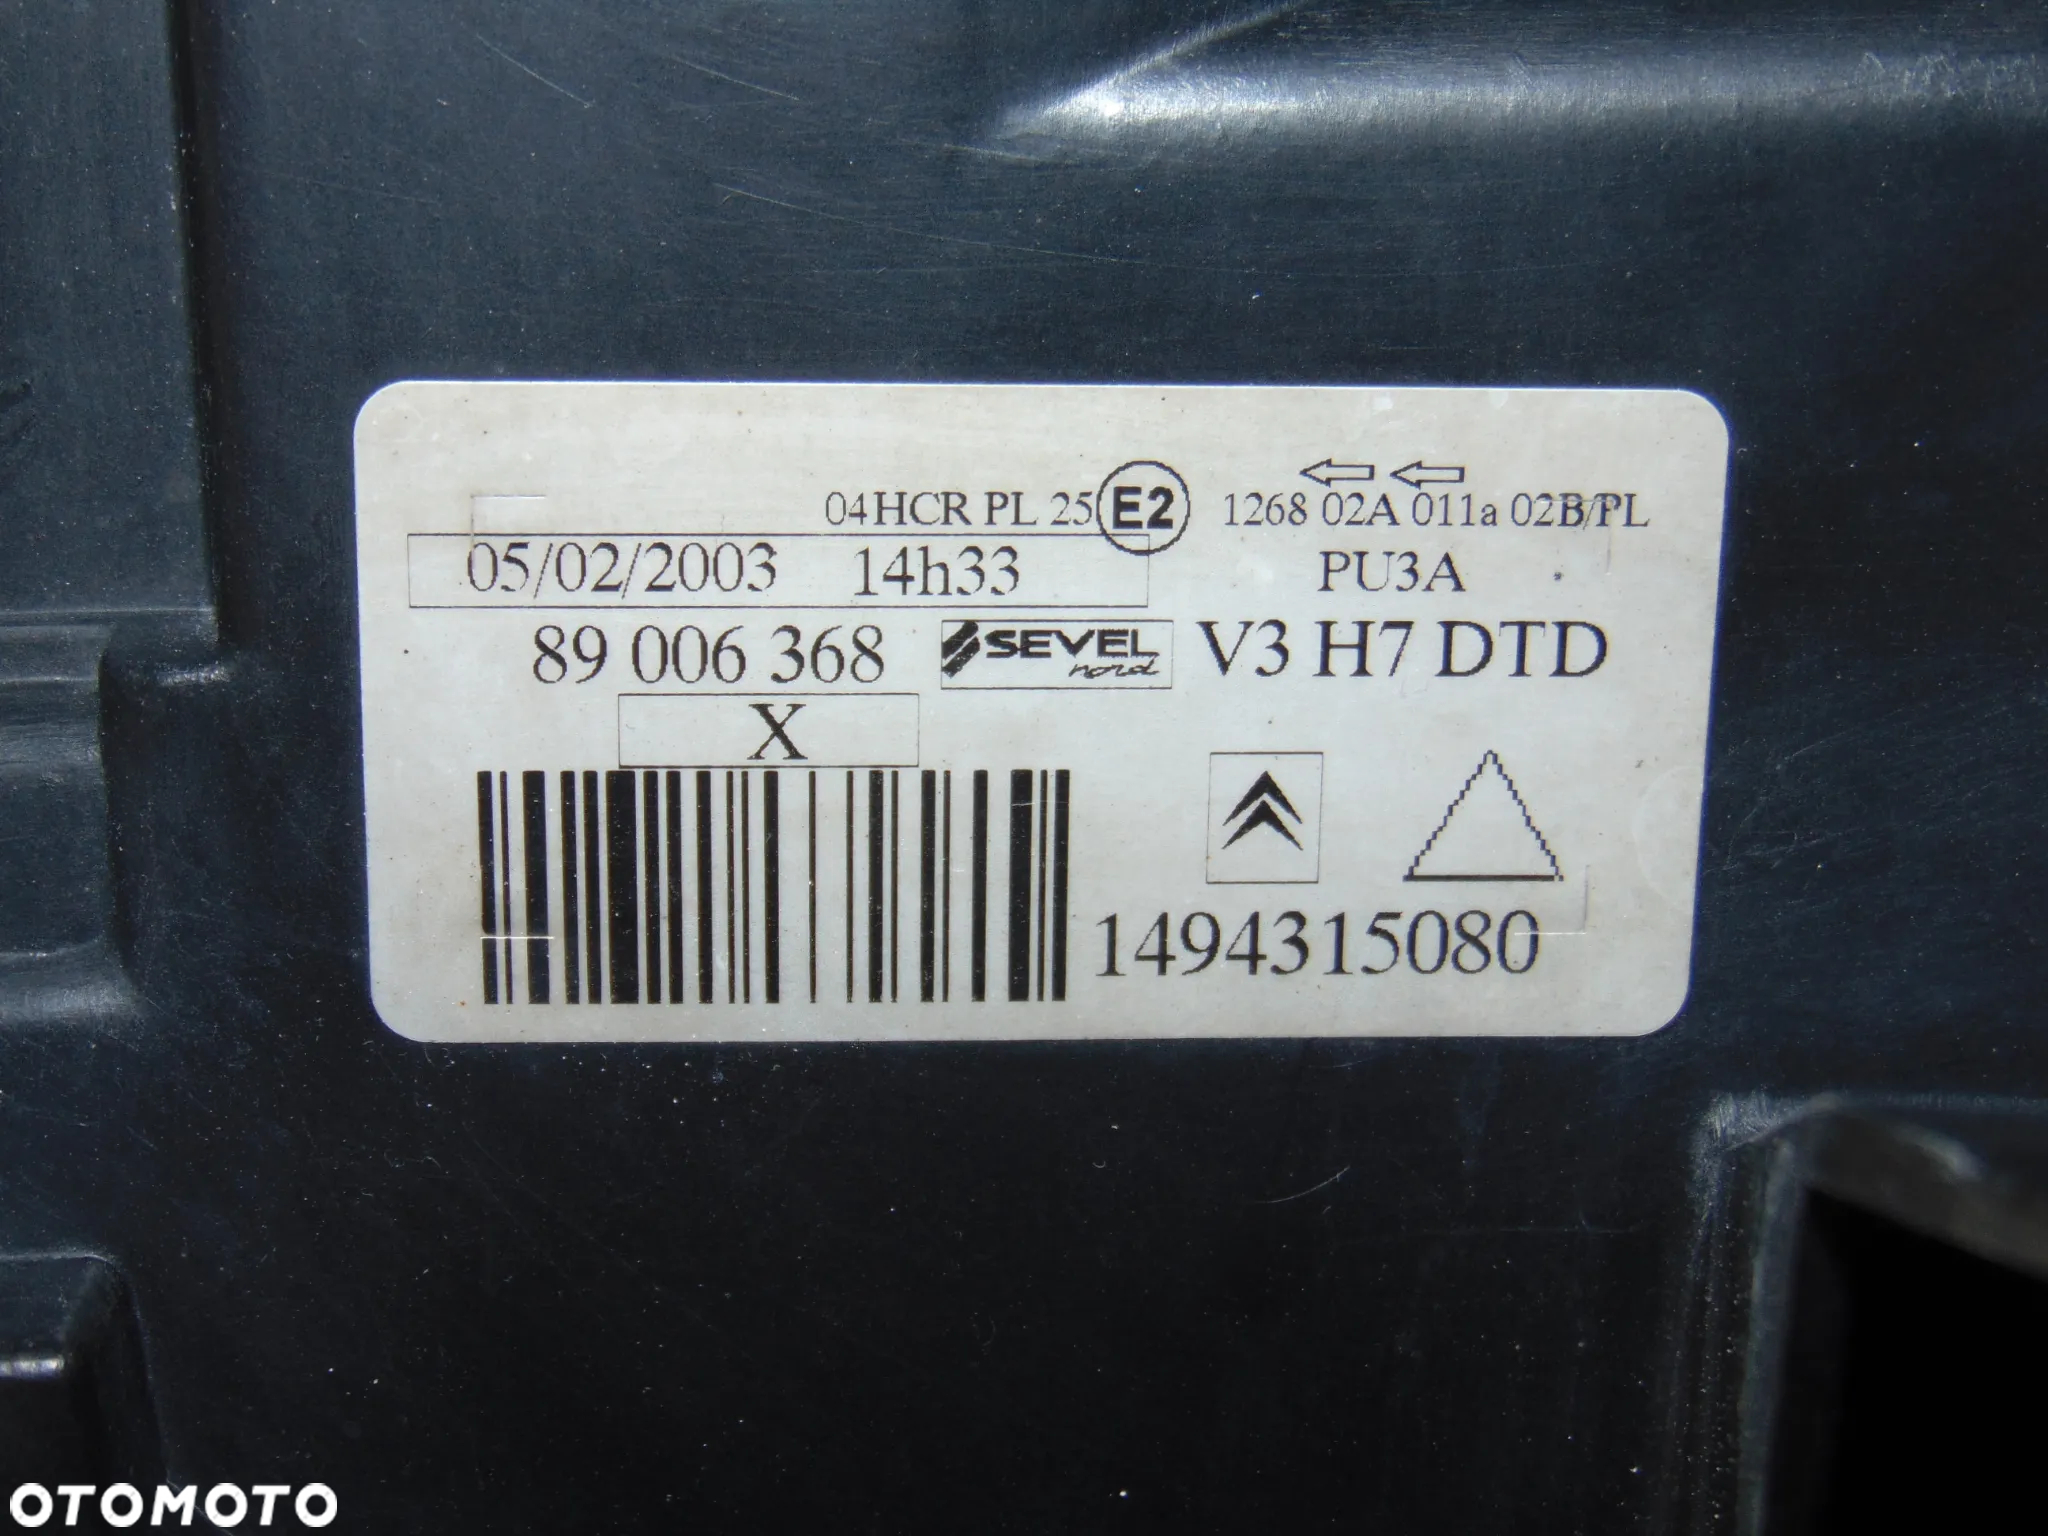 04HCR PL 25 E2 1268 02A 011a 02B/PL
05/02/2003 14h33 PU3A
89 006 368 SEVEL nord V3 H7 DTD
X
1494315080
OTOMOTO